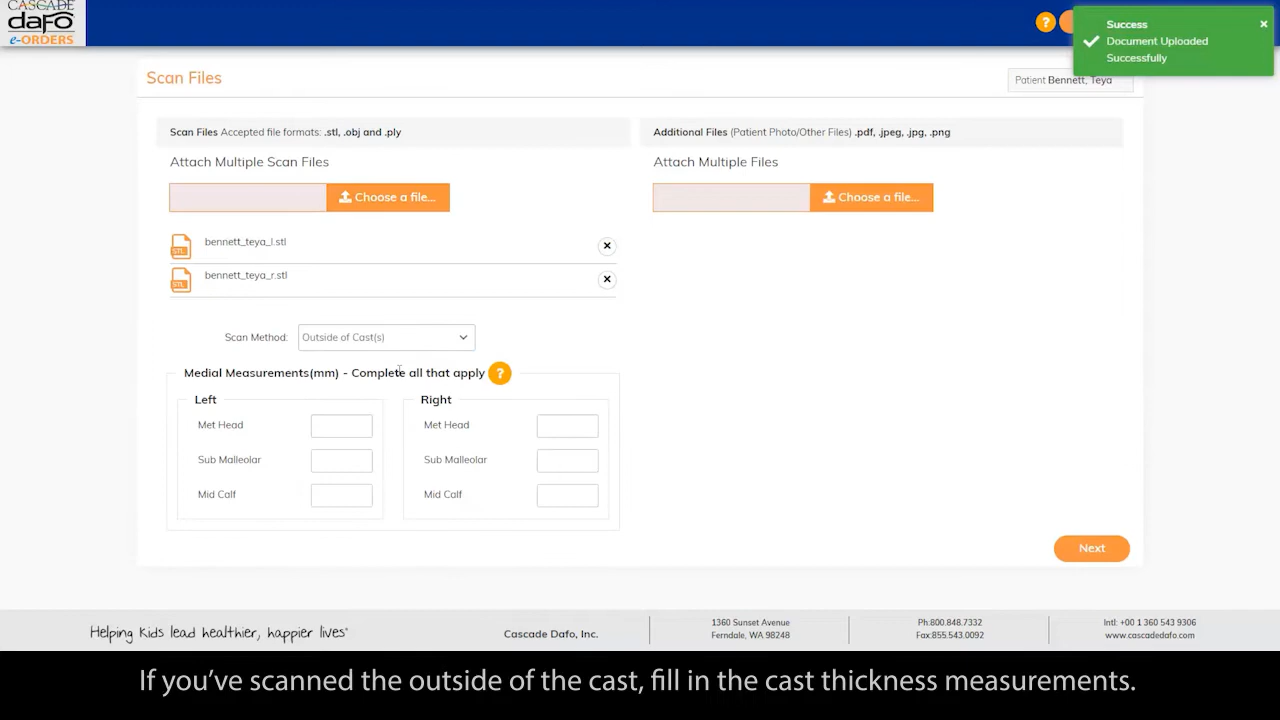 CASCADE
dafo
e-ORDERS
?
Success
Document Uploaded
Successfully
Scan Files
Patient Bennett, Teya
Scan Files Accepted file formats: .stl, .obj and .ply
Attach Multiple Scan Files
Choose a file...
bennett_teya_l.stl
bennett_teya_r.stl
Scan Method: Outside of Cast(s)
Medial Measurements(mm) - Complete all that apply ?
Left
Met Head
Sub Malleolar
Mid Calf
Right
Met Head
Sub Malleolar
Mid Calf
Additional Files (Patient Photo/Other Files) .pdf, .jpeg, .jpg, .png
Attach Multiple Files
Choose a file...
Next
Helping kids lead healthier, happier lives®
Cascade Dafo, Inc.
1360 Sunset Avenue
Ferndale, WA 98248
Ph:800.848.7332
Fax:855.543.0092
Intl: +00 1 360 543 9306
www.cascadedafo.com
If you've scanned the outside of the cast, fill in the cast thickness measurements.